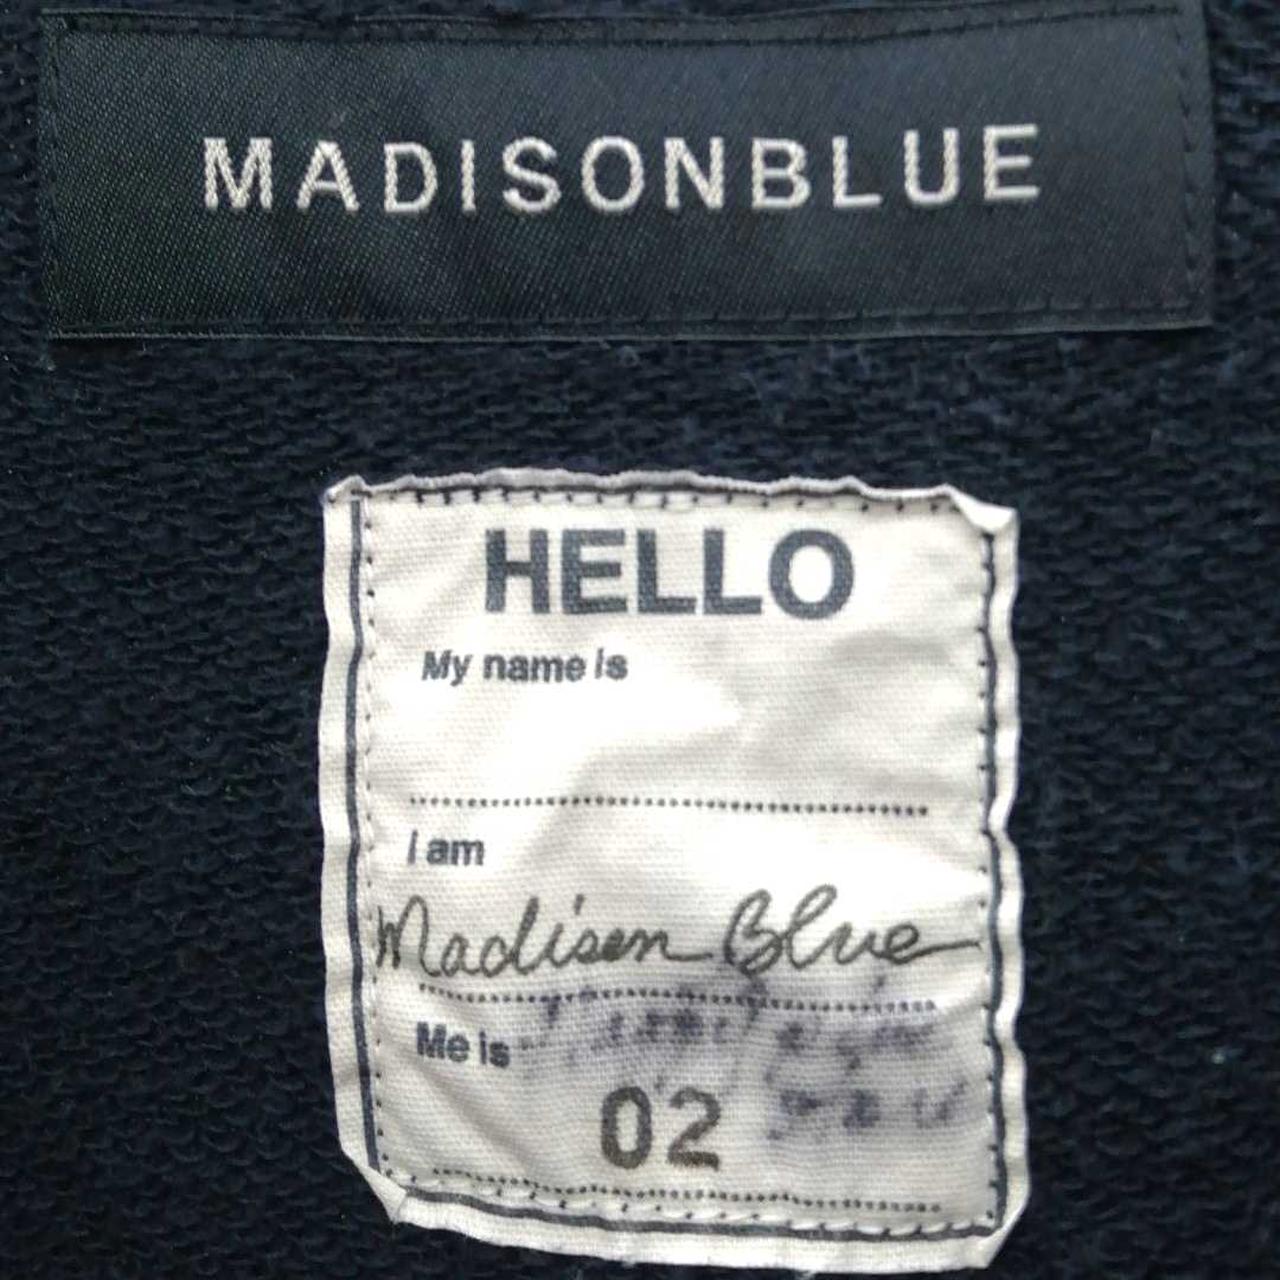 MADISONBLUE
HELLO
My name is
I am
Madison Blue
Me is
02